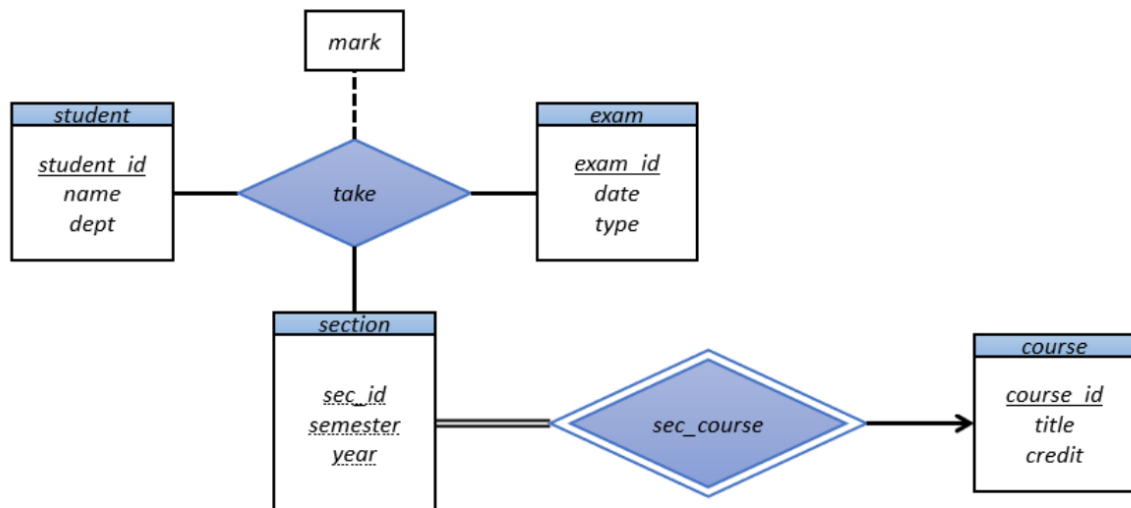 mark
student
student_id
name
dept
take
exam
exam_id
date
type
section
sec_id
semester
year
sec_course
course
course_id
title
credit